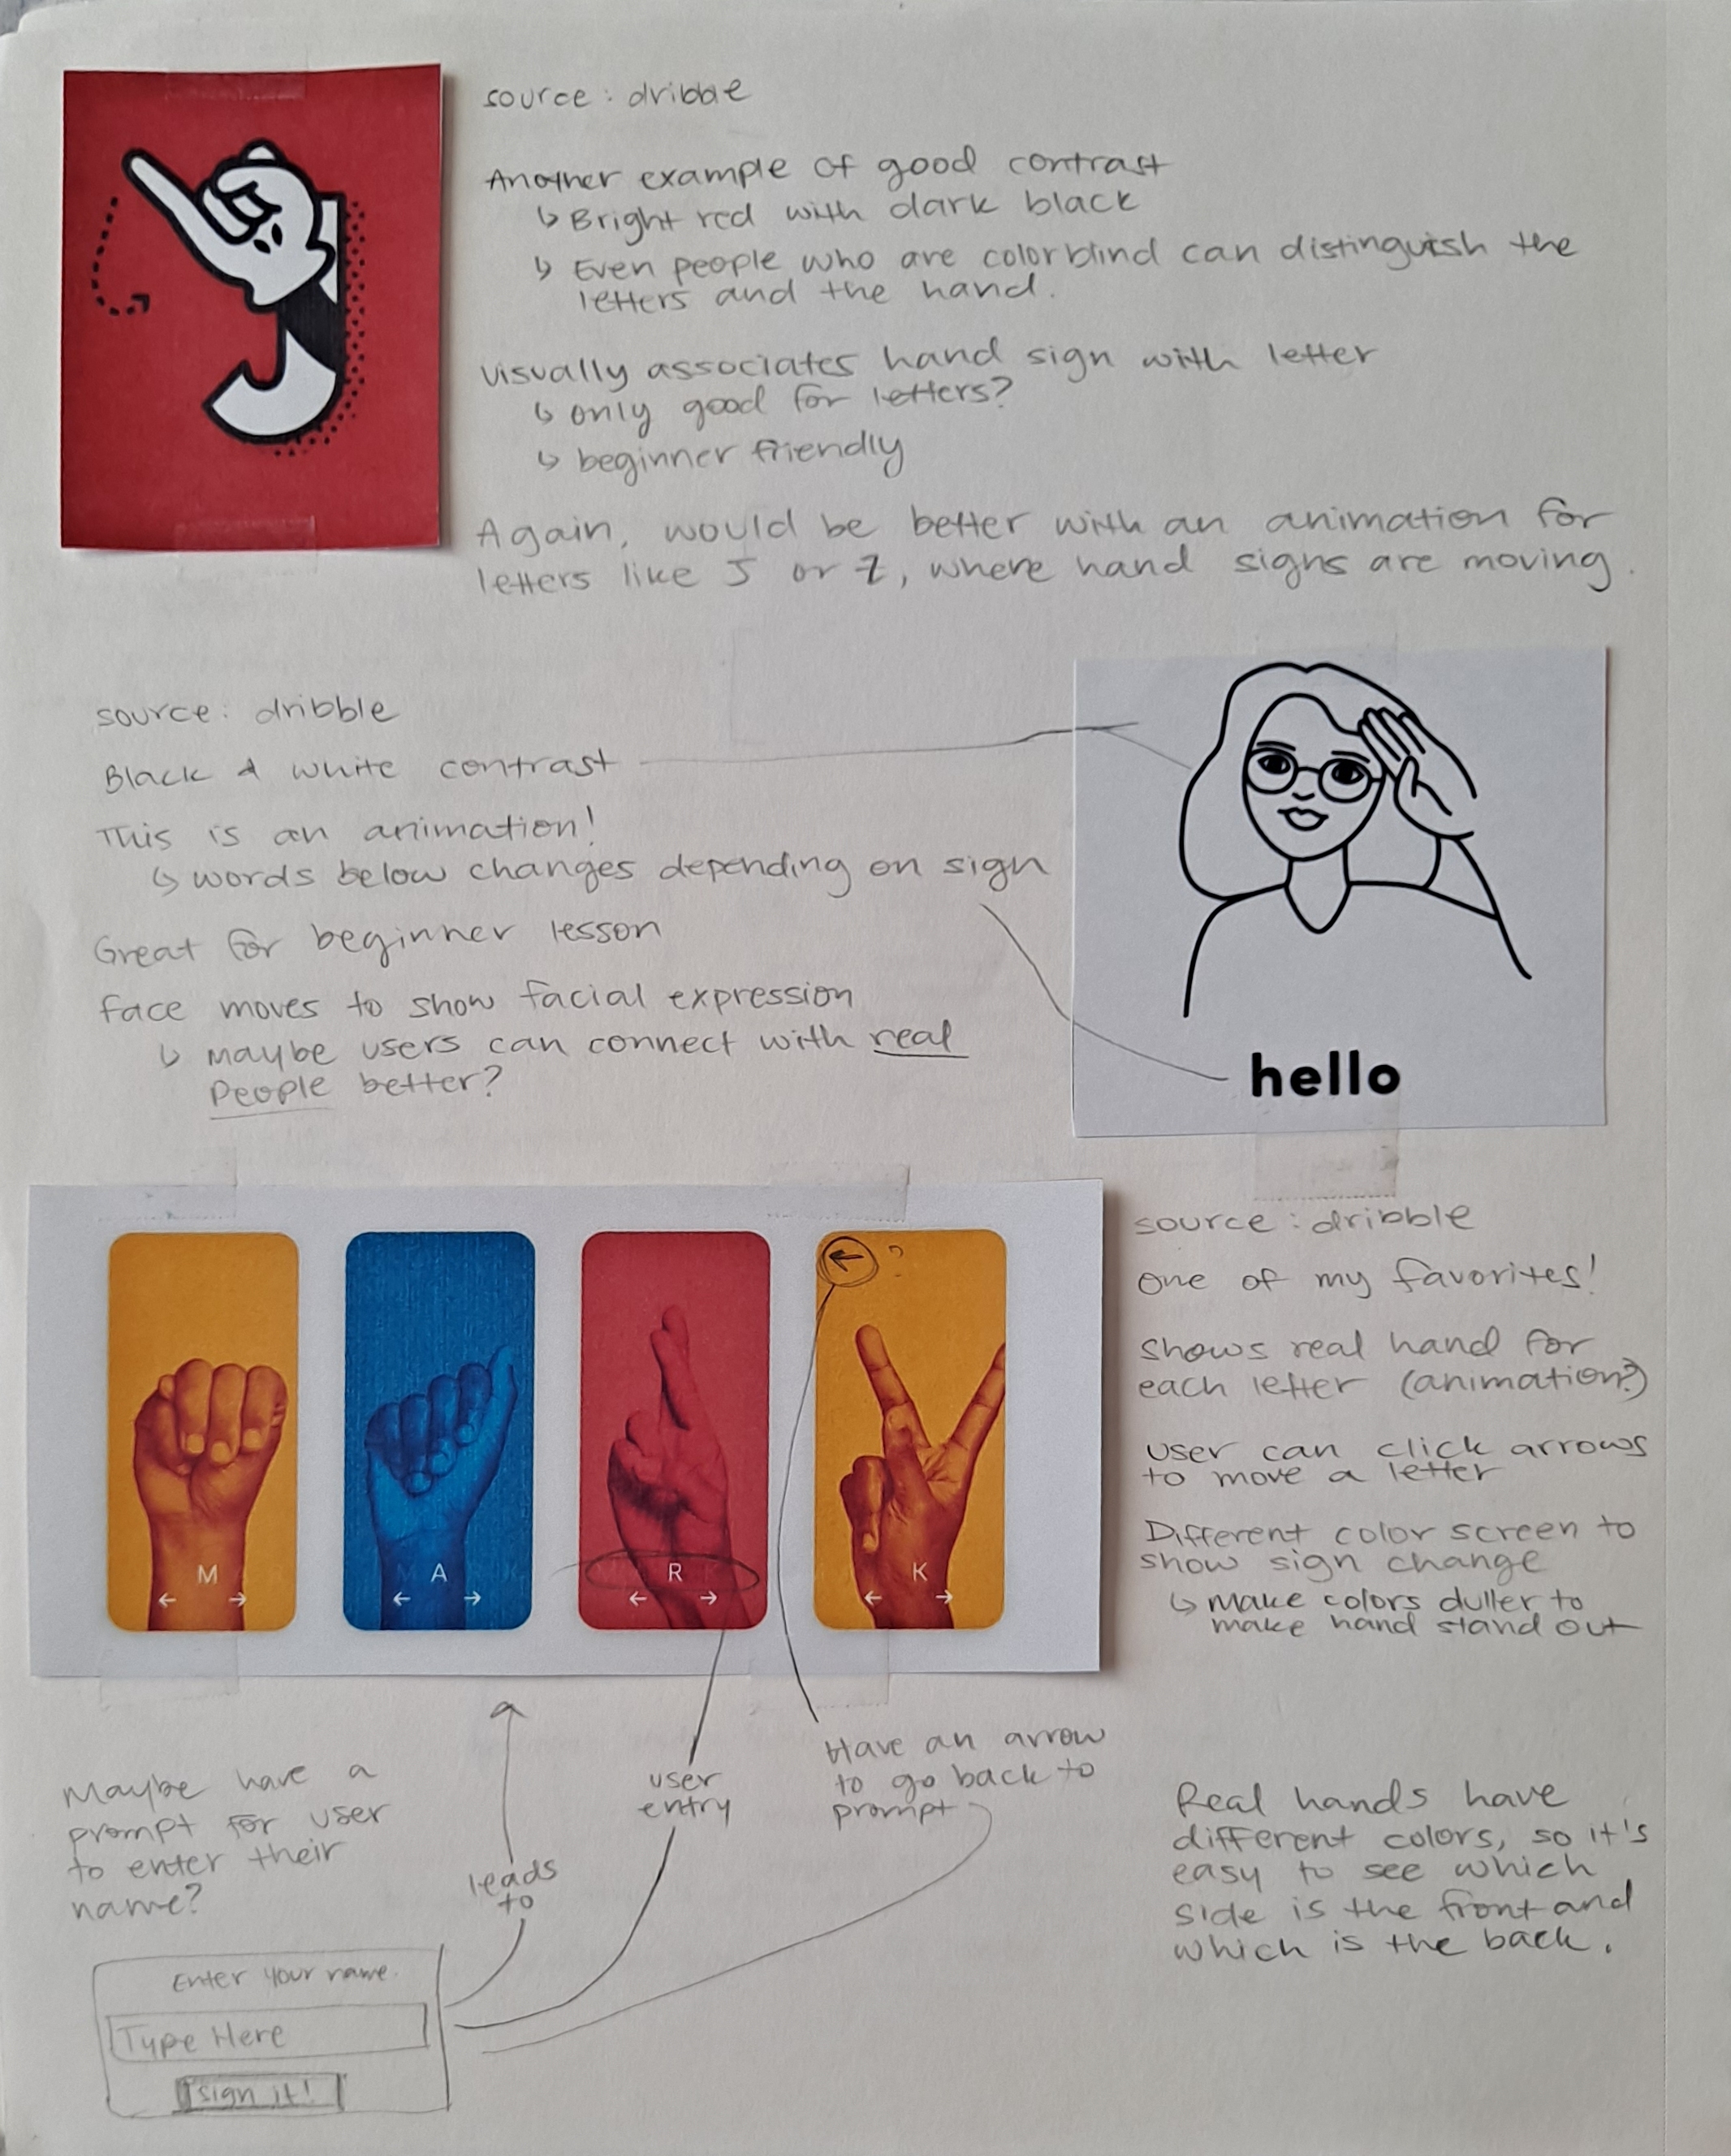 source: dribble
Another example of good contrast
↳ Bright red with dark black
↳ Even people who are colorblind can distinguish the
letters and the hand.
visually associates hand sign with letter
↳ only good for letters?
↳ beginner friendly
Again, would be better with an animation for
letters like J or Z, where hand signs are moving.
J
source: dribble
Black & white contrast
This is an animation!
↳ words below changes depending on sign
Great for beginner lesson
Face moves to show facial expression
↳ Maybe users can connect with real
People better?
hello
M
← →
A
← →
R
← →
← ?
K
← →
source: dribble
One of my favorites!
shows real hand for
each letter (animation?)
user can click arrows
to move a letter
Different color screen to
show sign change
↳ make colors duller to
make hand stand out
Maybe have a
prompt for user
to enter their
name?
leads
to
user
entry
Have an arrow
to go back to
prompt
Real hands have
different colors, so it's
easy to see which
side is the front and
which is the back.
Enter your name.
Type Here
sign it!